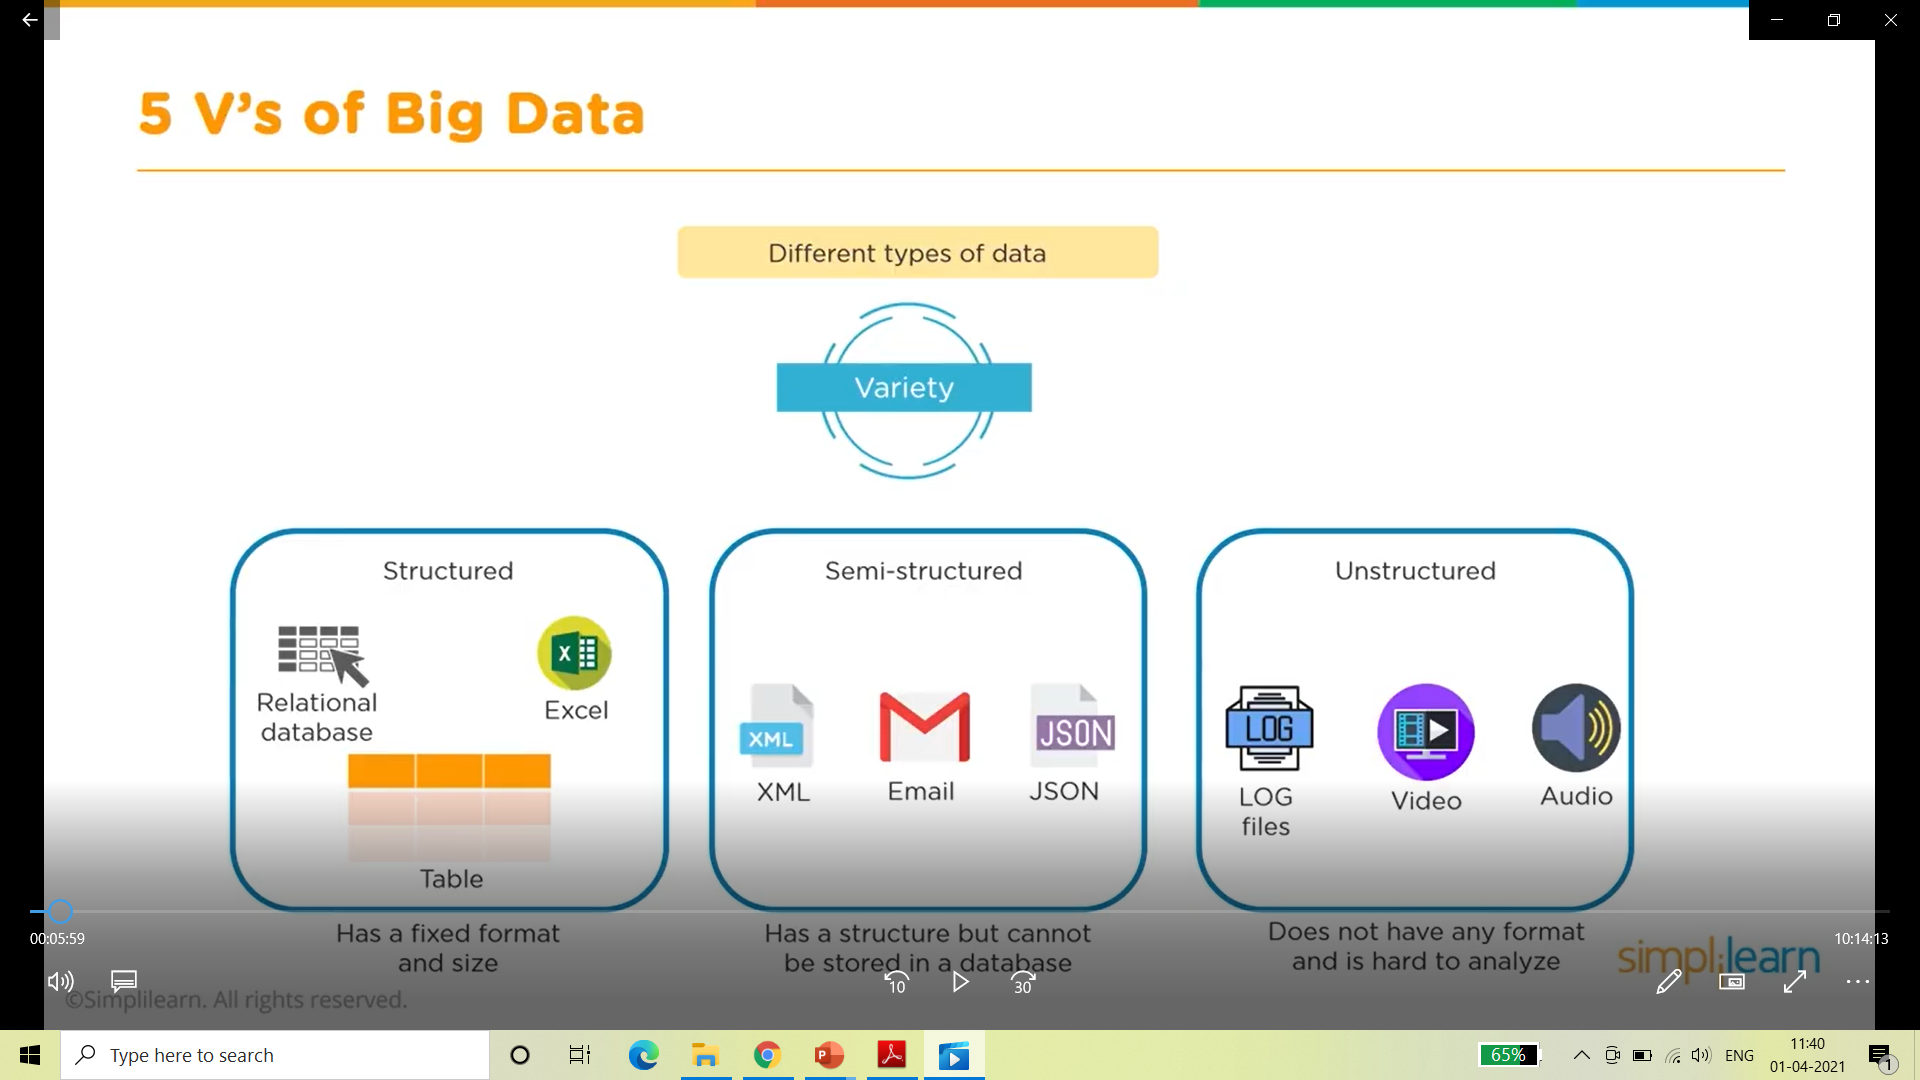 5 V's of Big Data
Different types of data
Variety
Structured
Relational
database
Excel
Table
Has a fixed format
and size
Semi-structured
XML
XML
Email
JSON
JSON
Has a structure but cannot
be stored in a database
Unstructured
LOG
LOG
files
Video
Audio
Does not have any format
and is hard to analyze
simplilearn
00:05:59
10:14:13
10
30
©Simplilearn. All rights reserved.
Type here to search
65%
ENG
11:40
01-04-2021
1